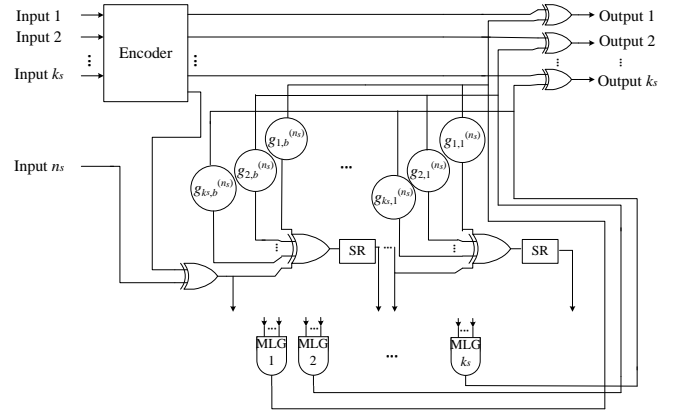 Input 1
Input 2
⋮
Input kₛ
Encoder
⋮
Output 1
Output 2
⋮
Output kₛ
Input nₛ
g₁,b⁽ⁿˢ⁾
g₂,b⁽ⁿˢ⁾
gₖₛ,b⁽ⁿˢ⁾
...
g₁,₁⁽ⁿˢ⁾
g₂,₁⁽ⁿˢ⁾
gₖₛ,₁⁽ⁿˢ⁾
⋮
SR
...
⋮
SR
...
MLG
1
...
MLG
2
...
...
MLG
kₛ